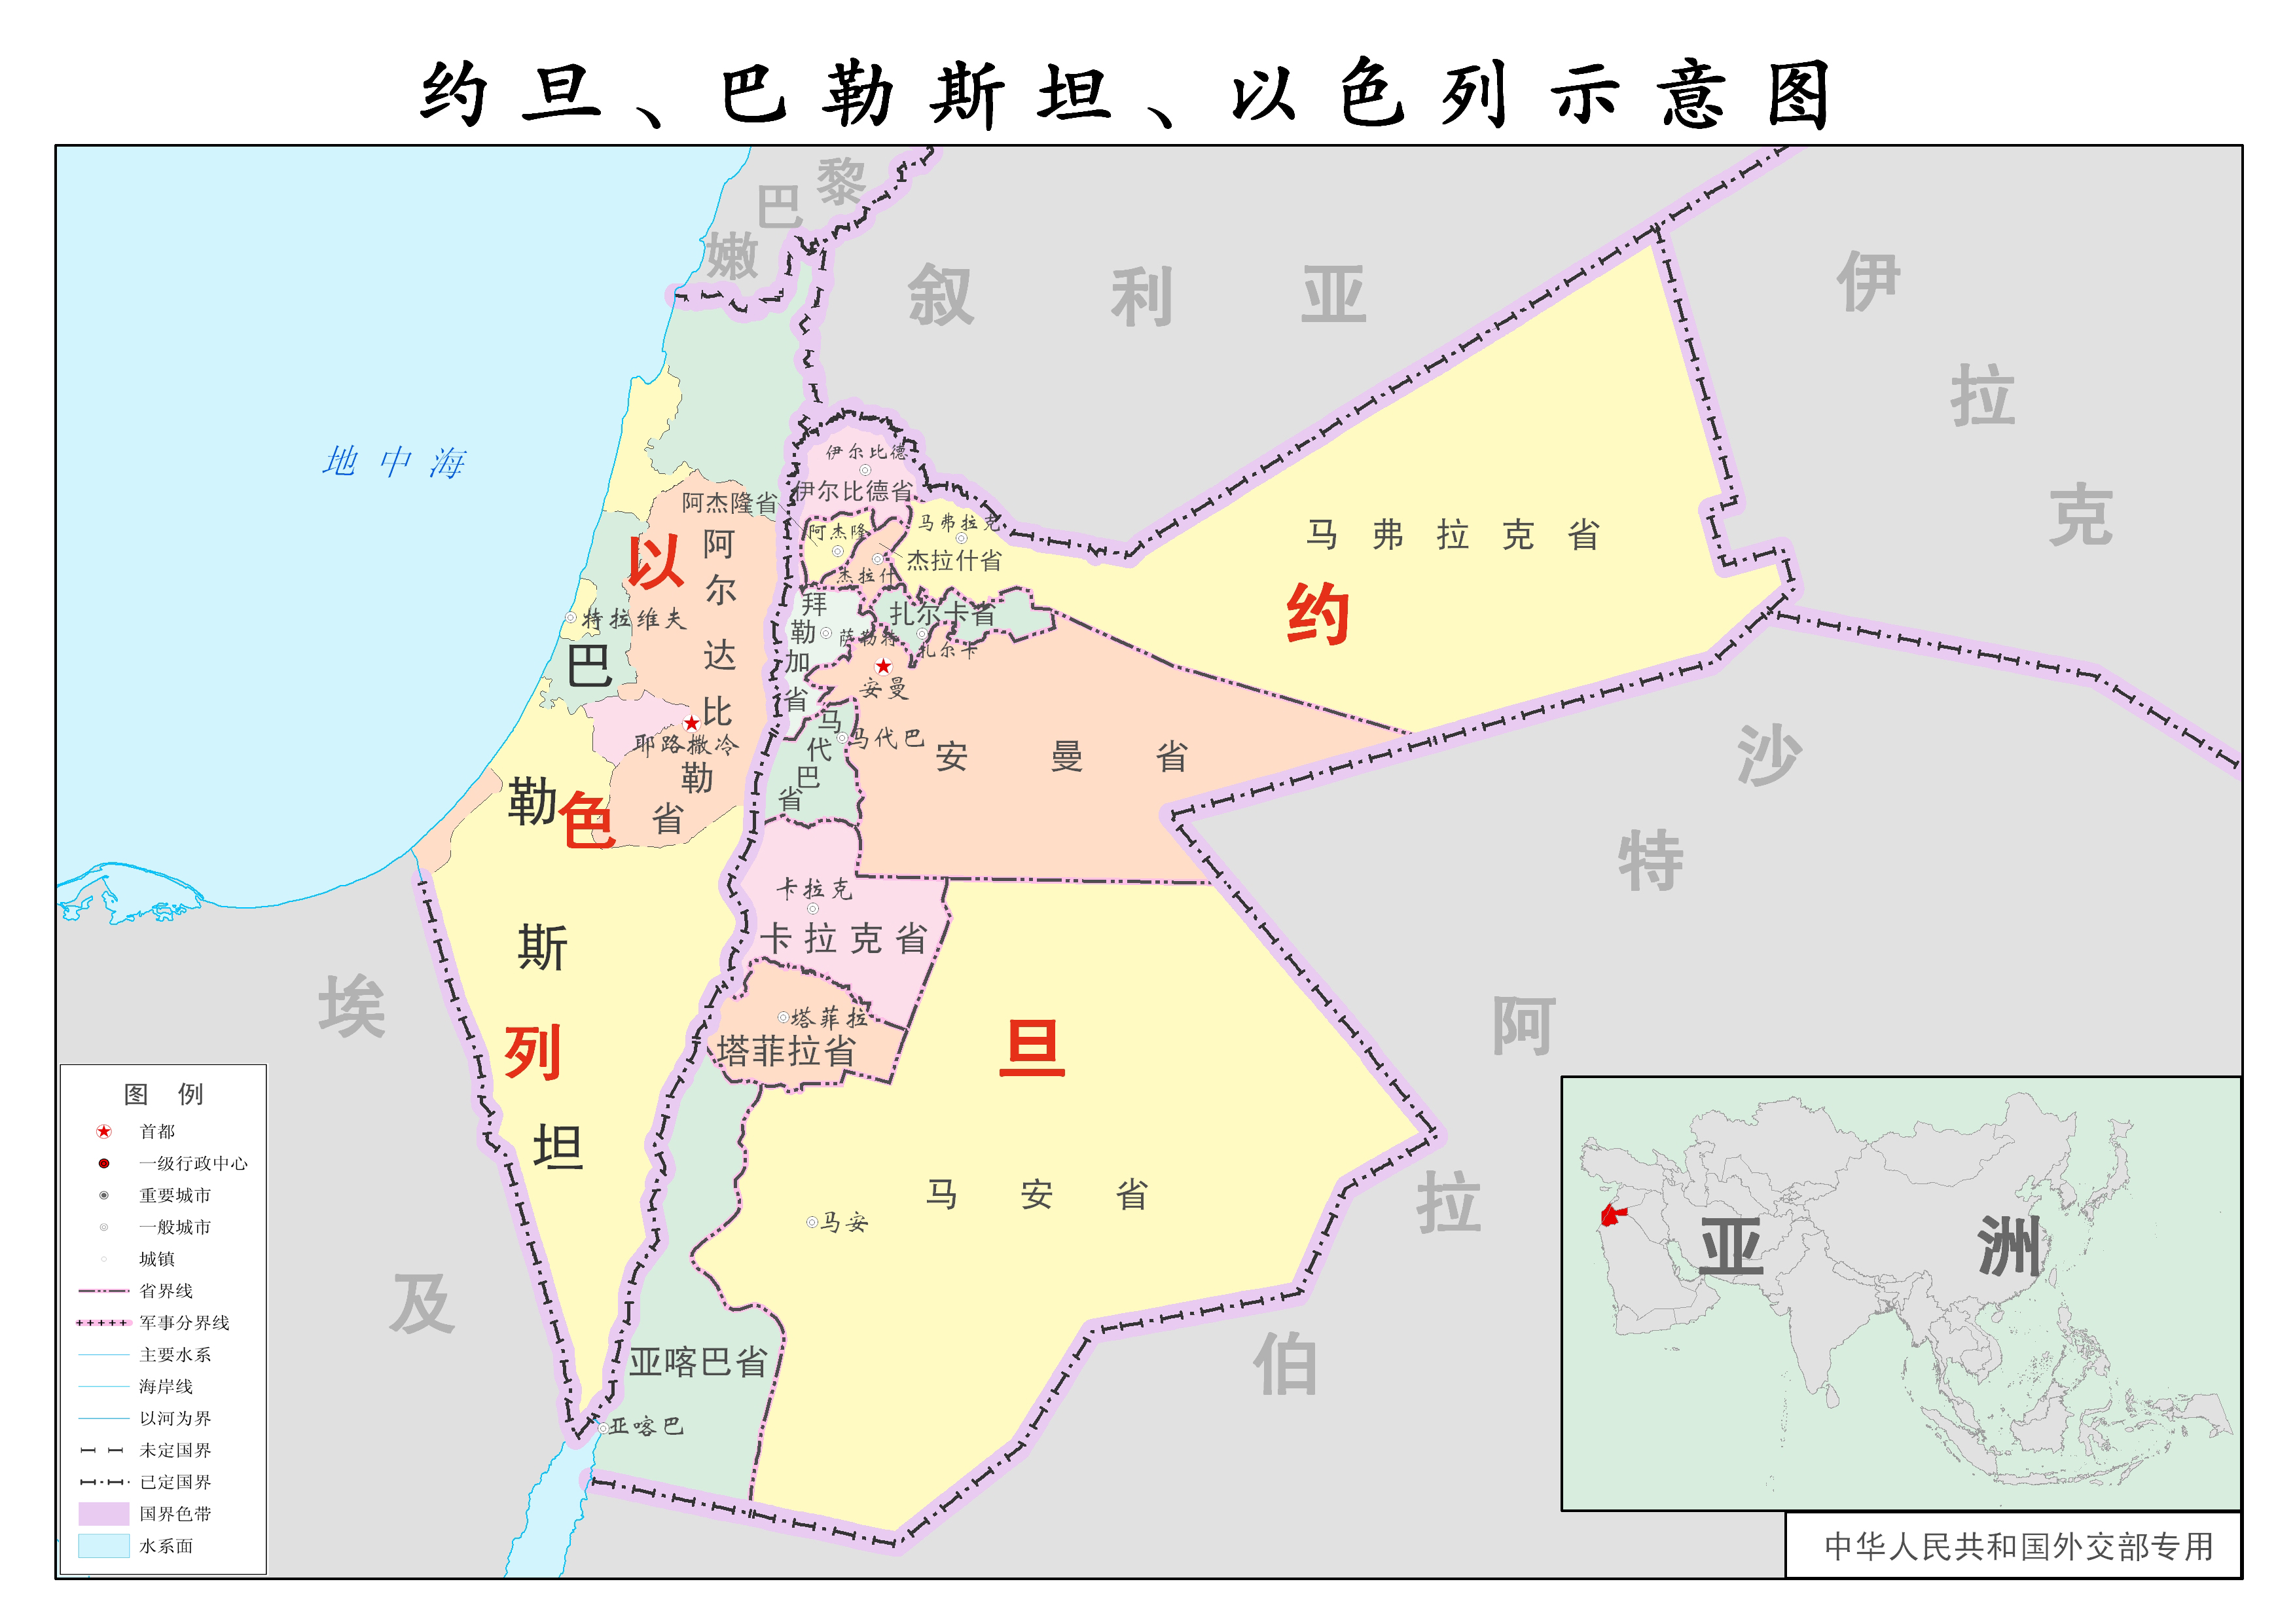 约旦、巴勒斯坦、以色列示意图
黎巴嫩
叙利亚
伊拉克
地中海
伊尔比德
伊尔比德省
阿杰隆省
阿杰隆
马弗拉克
马弗拉克省
杰拉什省
杰拉什
以色列
阿尔达比勒省
约旦
拜勒加省
萨勒特
扎尔卡省
扎尔卡
特拉维夫
巴勒斯坦
安曼
耶路撒冷
马代巴省
马代巴
安曼省
沙特阿拉伯
卡拉克
卡拉克省
塔菲拉
塔菲拉省
埃及
马安省
马安
亚喀巴省
亚喀巴
图例
首都
一级行政中心
重要城市
一般城市
城镇
省界线
军事分界线
主要水系
海岸线
以河为界
未定国界
已定国界
国界色带
水系面
亚洲
中华人民共和国外交部专用